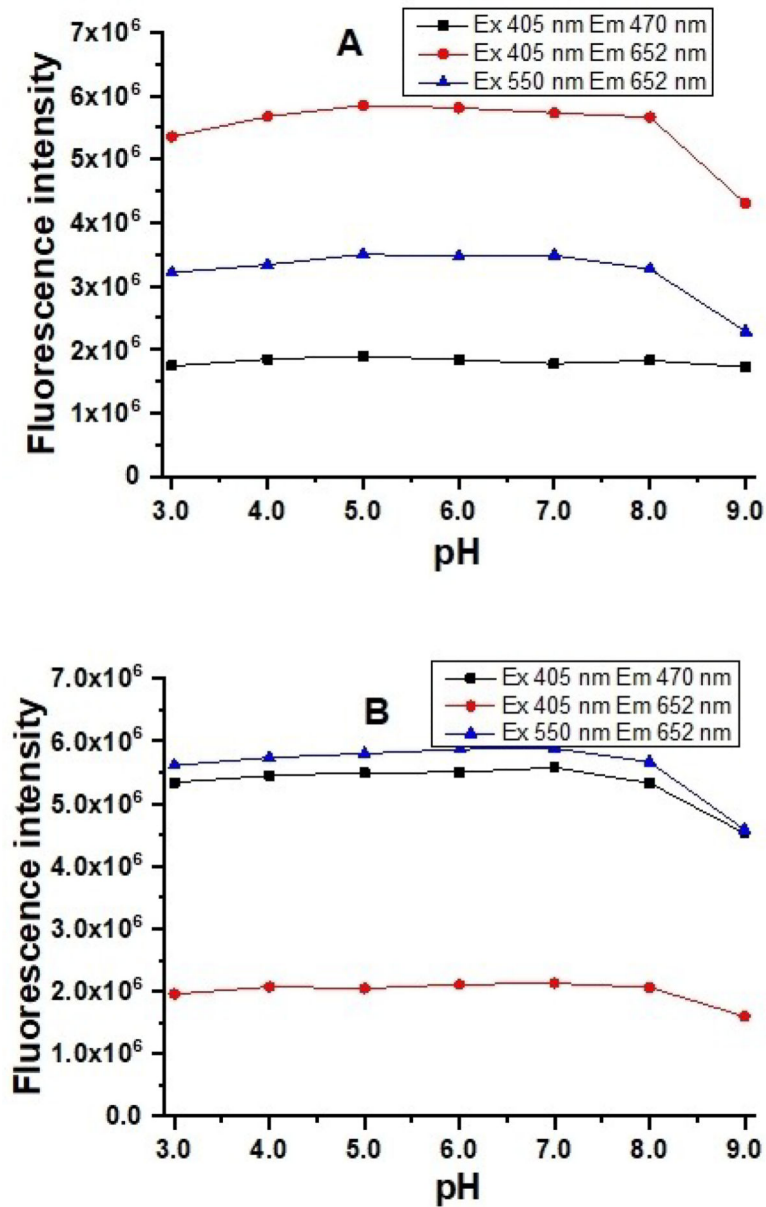 A
Ex 405 nm Em 470 nm
Ex 405 nm Em 652 nm
Ex 550 nm Em 652 nm
Fluorescence intensity
7x10⁶
6x10⁶
5x10⁶
4x10⁶
3x10⁶
2x10⁶
1x10⁶
0
3.0 4.0 5.0 6.0 7.0 8.0 9.0
pH
B
Ex 405 nm Em 470 nm
Ex 405 nm Em 652 nm
Ex 550 nm Em 652 nm
Fluorescence intensity
7.0x10⁶
6.0x10⁶
5.0x10⁶
4.0x10⁶
3.0x10⁶
2.0x10⁶
1.0x10⁶
0.0
3.0 4.0 5.0 6.0 7.0 8.0 9.0
pH